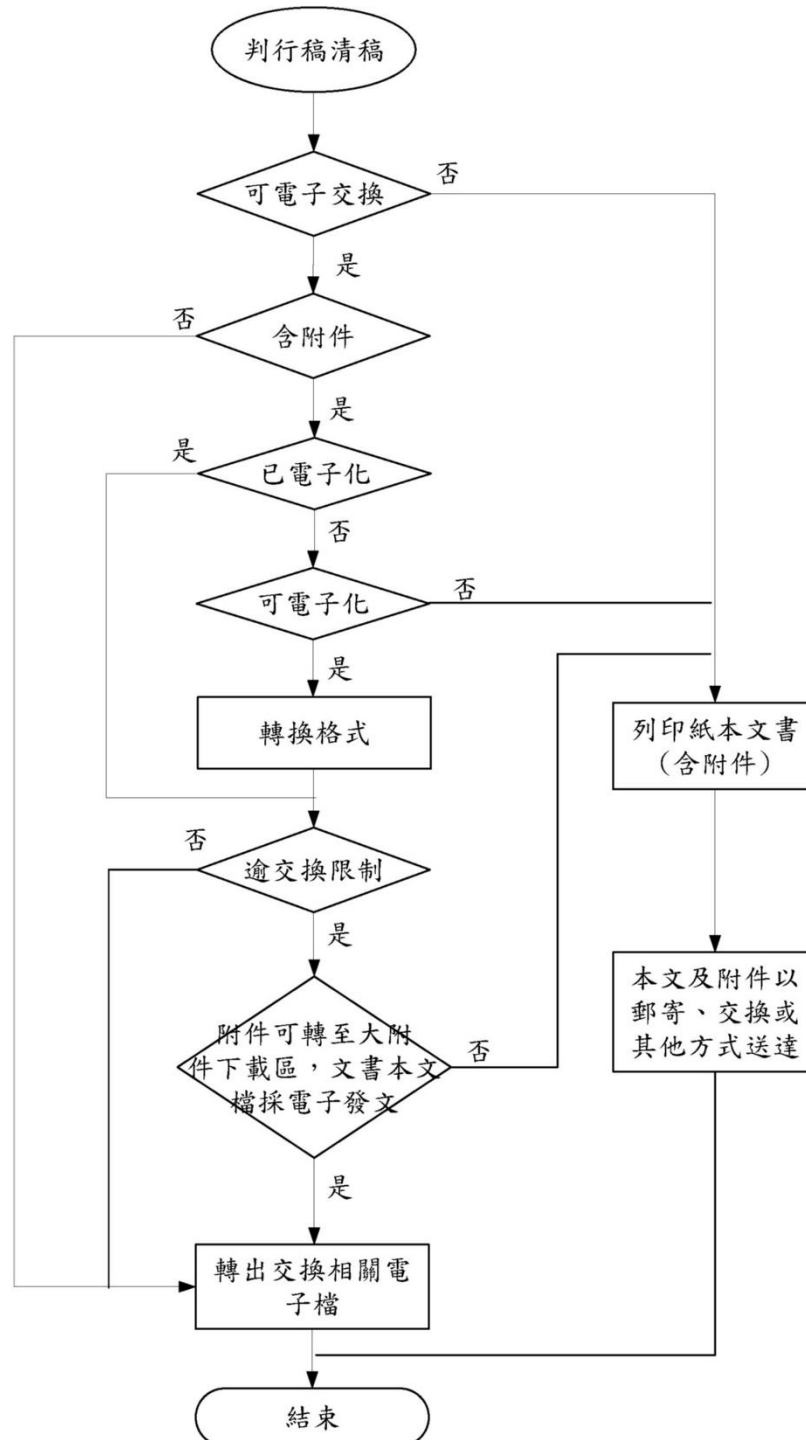 判行稿清稿
可電子交換
否
是
含附件
否
是
已電子化
是
否
可電子化
否
是
轉換格式
列印紙本文書
(含附件)
逾交換限制
否
是
本文及附件以
郵寄、交換或
其他方式送達
附件可轉至大附
件下載區，文書本文
檔採電子發文
否
是
轉出交換相關電
子檔
結束